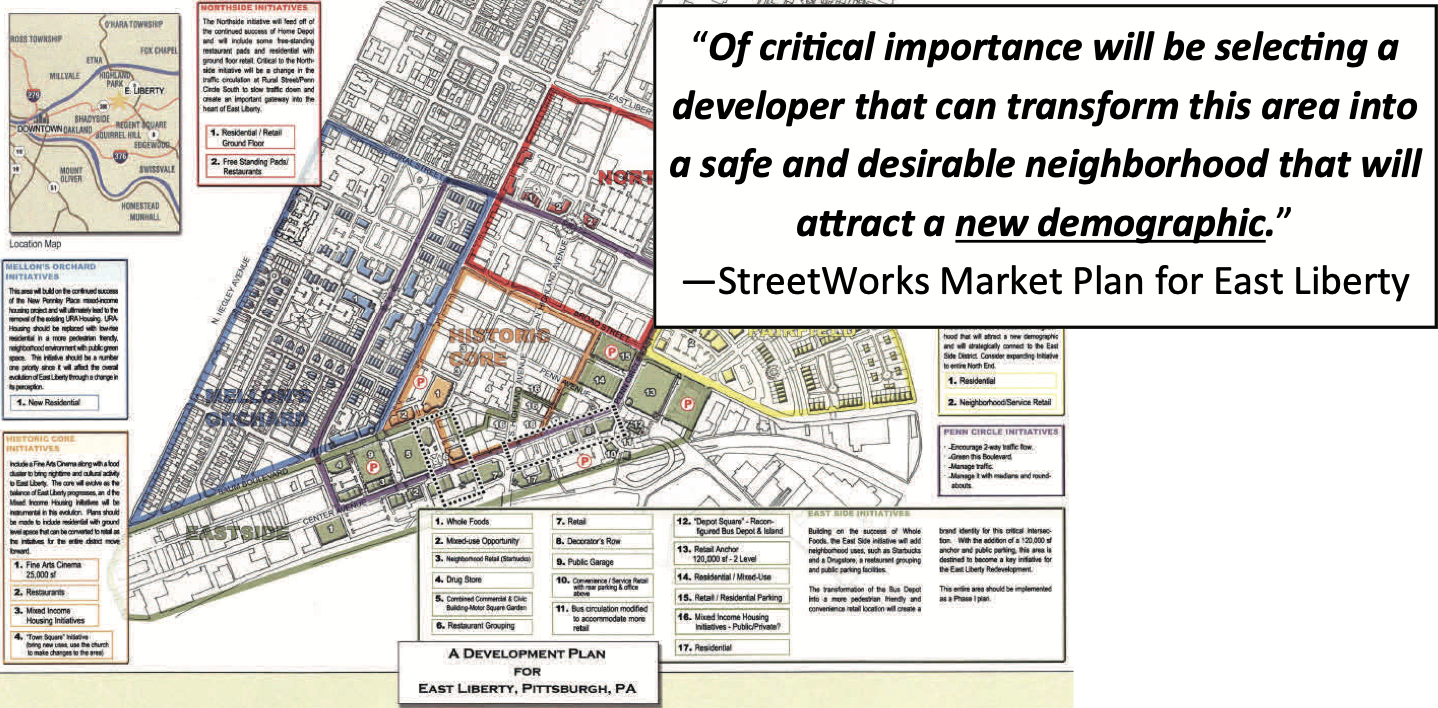 O'HARA TOWNSHIP
ROSS TOWNSHIP
FOX CHAPEL
ETNA
MILLVALE
HIGHLAND
PARK
E. LIBERTY
279
SHADYSIDE
DOWNTOWN
OAKLAND
REGENT SQUARE
SQUIRREL HILL
EDGEWOOD
376
MOUNT
OLIVER
51
SWISSVALE
HOMESTEAD
MUNHALL
Location Map
NORTHSIDE INITIATIVES
The Northside initiative will feed off of
the continued success of Home Depot
and will include some free-standing
restaurant pads and residential with
ground floor retail. Critical to the North-
side initiative will be a change in the
traffic circulation at Rural Street/Penn
Circle South to slow traffic down and
create an important gateway into the
heart of East Liberty.
1. Residential / Retail
Ground Floor
2. Free Standing Pads/
Restaurants
“Of critical importance will be selecting a
developer that can transform this area into
a safe and desirable neighborhood that will
attract a new demographic.”
—StreetWorks Market Plan for East Liberty
MELLON'S ORCHARD
INITIATIVES
This area will build on the continued success
of the New Pennley Place mixed-income
housing project and will ultimately lead to the
removal of the existing URA Housing. URA-
Housing should be replaced with low-rise
residential in a more pedestrian friendly,
neighborhood environment with public green
space. This initiative should be a number
one priority since it will affect the overall
evolution of East Liberty through a change in
its perception.
1. New Residential
HISTORIC CORE
INITIATIVES
Include a Fine Arts Cinema along with a food
cluster to bring nighttime and cultural activity
to East Liberty. The core will evolve as the
balance of East Liberty progresses, an d the
Mixed Income Housing Initiatives will be
instrumental in this evolution. Plans should
be made to include residential with ground
level space that can be converted to retail as
the initiatives for the entire district move
forward.
1. Fine Arts Cinema
25,000 sf
2. Restaurants
3. Mixed Income
Housing Initiatives
4. "Town Square" Initiative
(bring new uses, use the church
to make changes to the area)
EAST LIBER
RURAL STREET
NORT
N. NEGLEY AVENUE
HIGHLAND AVENUE
BROAD STREET
HISTORIC
CORE
PENN AVENUE
FAIRFIELD
MELLON'S
ORCHARD
BAUM BOULEVARD
CENTER AVENUE
EASTSIDE
P
P
P
P
P
1
13
14
15
16
hood that will attract a new demographic
and will strategically connect to the East
Side District. Consider expanding Initiative
to entire North End.
1. Residential
2. Neighborhood/Service Retail
PENN CIRCLE INITIATIVES
-Encourage 2-way traffic flow.
-Green this Boulevard.
-Manage traffic.
-Manage it with medians and round-
abouts.
1. Whole Foods
2. Mixed-use Opportunity
3. Neighborhood Retail (Starbucks)
4. Drug Store
5. Combined Commercial & Civic
Building-Motor Square Garden
6. Restaurant Grouping
7. Retail
8. Decorator's Row
9. Public Garage
10. Convenience / Service Retail
with rear parking & office
above
11. Bus circulation modified
to accommodate more
retail
12. "Depot Square" - Recon-
figured Bus Depot & Island
13. Retail Anchor
120,000 sf - 2 Level
14. Residential / Mixed-Use
15. Retail / Residential Parking
16. Mixed Income Housing
Initiatives - Public/Private?
17. Residential
EAST SIDE INITIATIVES
Building on the success of Whole
Foods, the East Side initiative will add
neighborhood uses, such as Starbucks
and a Drugstore, a restaurant grouping
and public parking facilities.
The transformation of the Bus Depot
into a more pedestrian friendly and
convenience retail location will create a
brand identity for this critical intersec-
tion. With the addition of a 120,000 sf
anchor and public parking, this area is
destined to become a key initiative for
the East Liberty Redevelopment.
This entire area should be implemented
as a Phase I plan.
A DEVELOPMENT PLAN
FOR
EAST LIBERTY, PITTSBURGH, PA